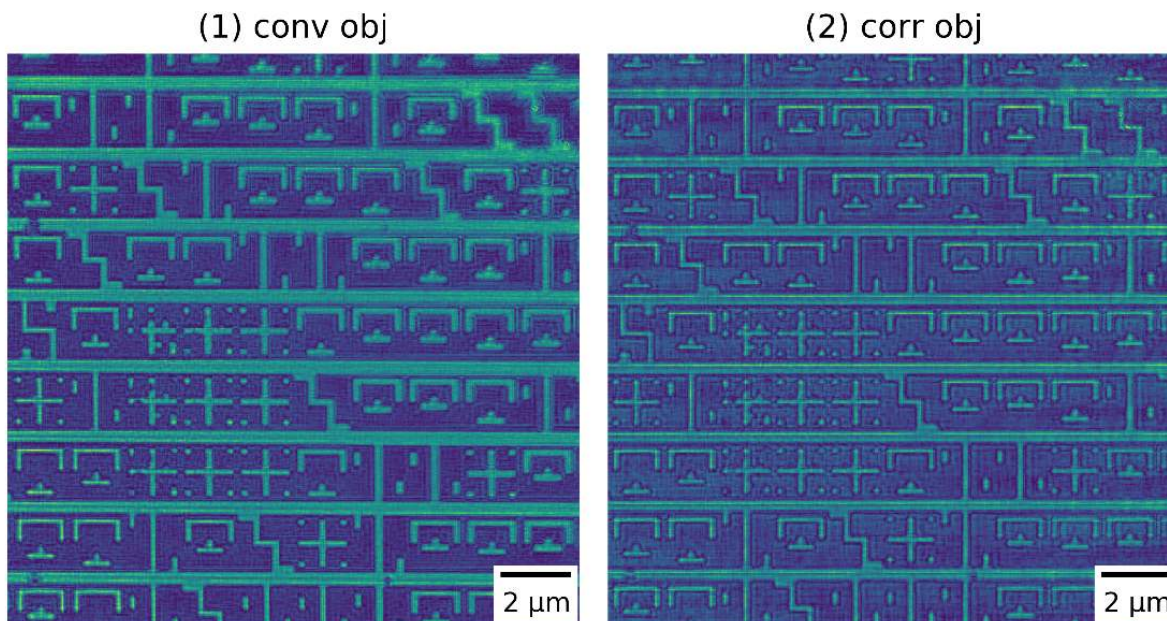 (1) conv obj
(2) corr obj
2 μm
2 μm